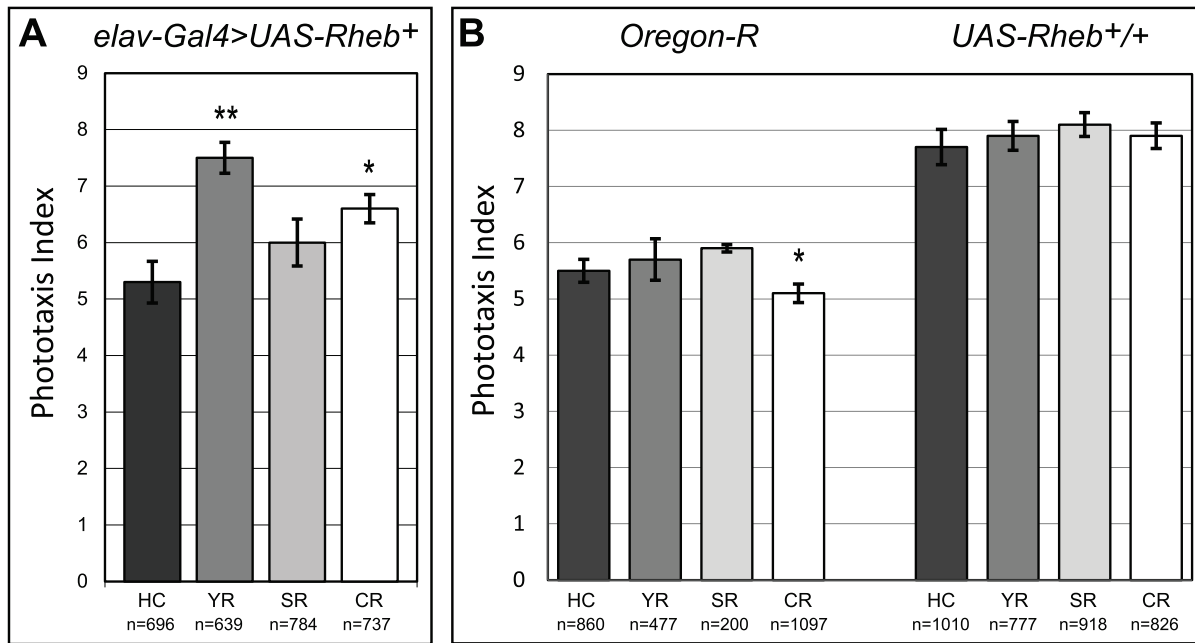 A elav-Gal4>UAS-Rheb+
Phototaxis Index
9
8
7
6
5
4
3
2
1
0
**
*
HC YR SR CR
n=696 n=639 n=784 n=737
B Oregon-R UAS-Rheb+/+
Phototaxis Index
9
8
7
6
5
4
3
2
1
0
*
HC YR SR CR HC YR SR CR
n=860 n=477 n=200 n=1097 n=1010 n=777 n=918 n=826